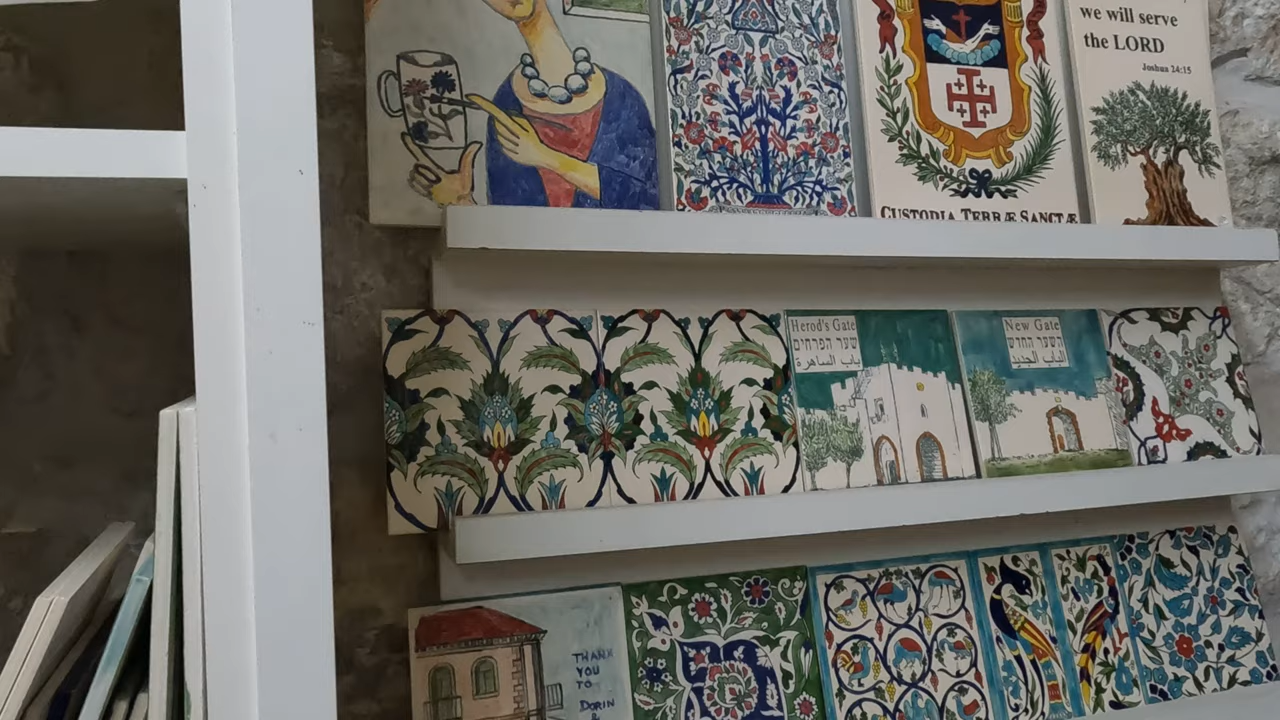 we will serve
the LORD
Joshua 24:15
CUSTODIA TERRÆ SANCTÆ
Herod's Gate
שער הפרחים
باب الساهرة
New Gate
השער החדש
الباب الجديد
THANK
YOU
TO
DORIN
&